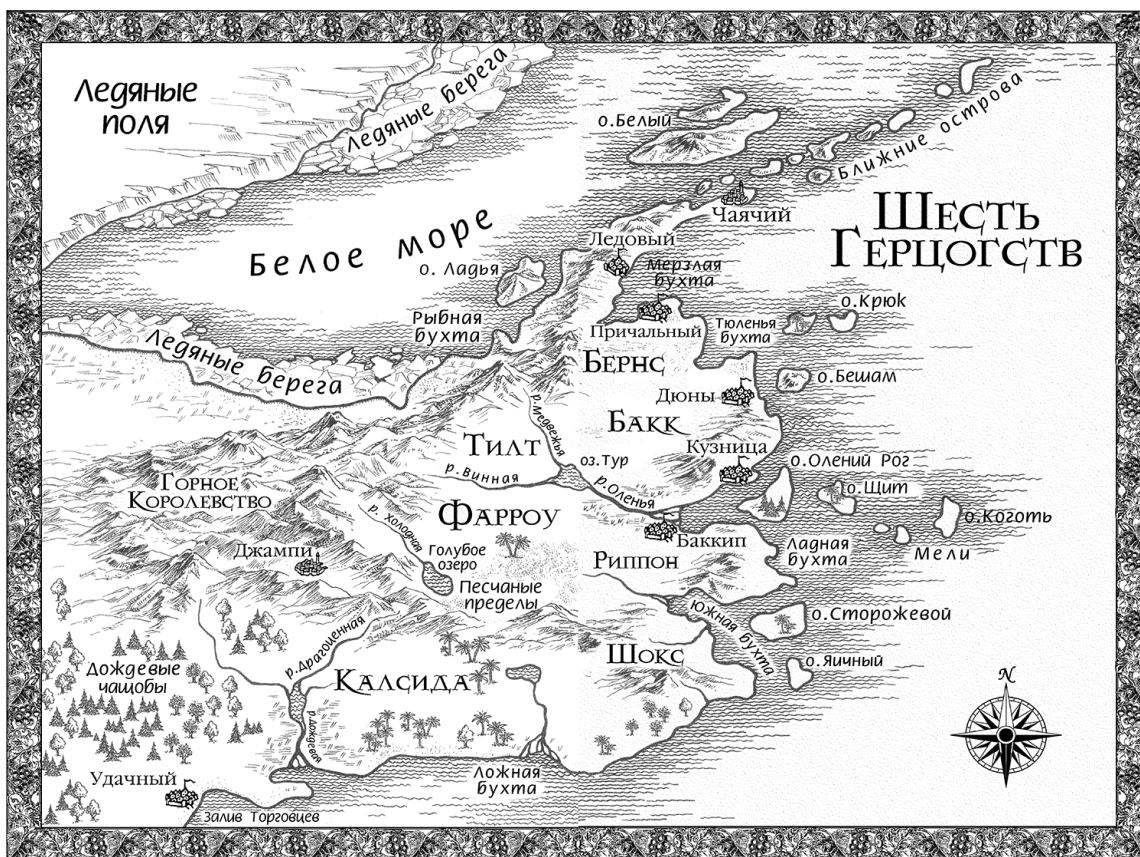 Ледяные
поля
Ледяные берега
о.Белый
Ближние острова
Чаячий
Шесть
Герцогств
Белое море
Ледовый
о. Ладья
Мерзлая
бухта
о.Крюк
Рыбная
бухта
Причальный
Тюленья
бухта
Ледяные берега
Бернс
о.Бешам
Дюны
р.Медвежья
Бакк
Тилт
Кузница
оз.Тур
о.Олений Рог
р.Винная
Горное
Королевство
р.Оленья
о.Щит
р. холодная
Фарроу
о.Коготь
Баккип
Ладная
бухта
Мели
Джампи
Голубое
озеро
Риппон
Песчаные
пределы
Южная бухта
о.Сторожевой
р.Драгоценная
Шокс
о.Яичный
Дождевые
чащобы
Калсида
N
р.Дождевая
Удачный
Ложная
бухта
Залив Торговцев